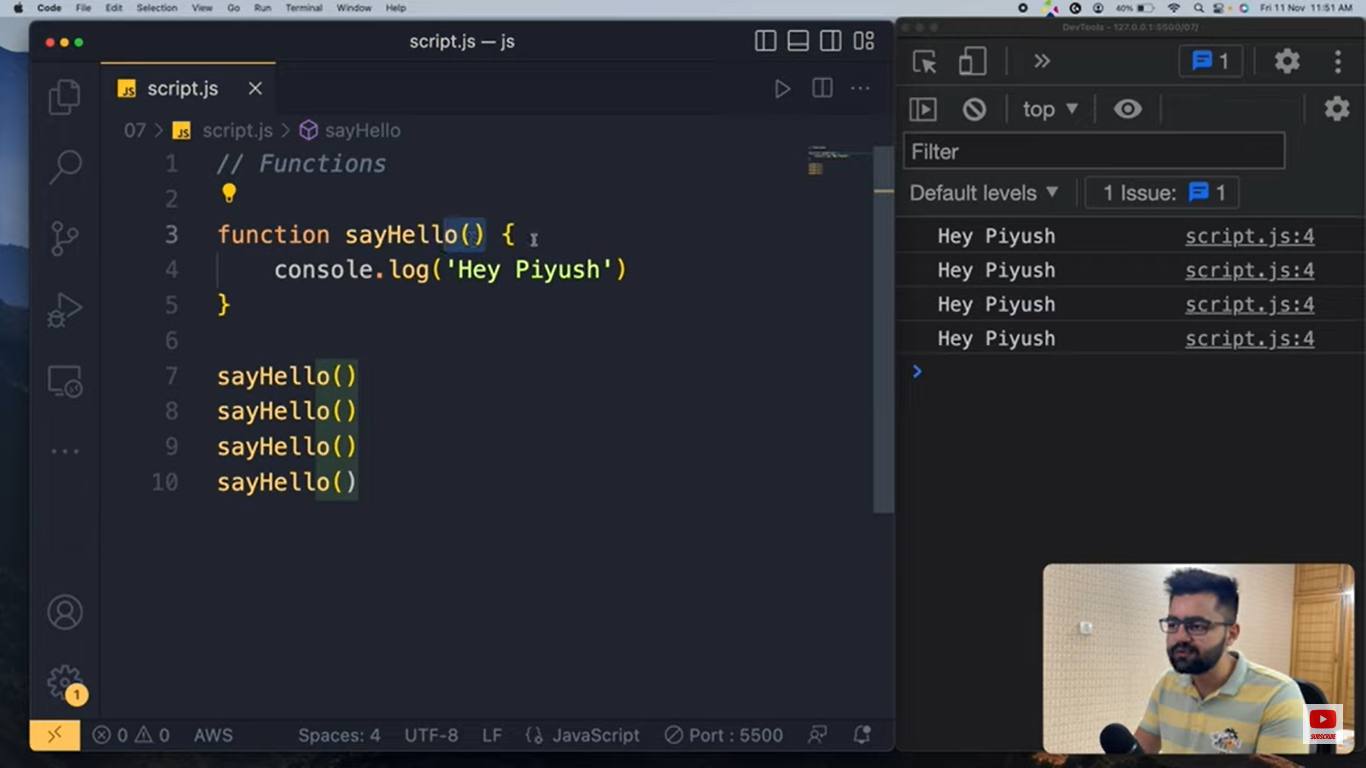 Code File Edit Selection View Go Run Terminal Window Help 40% Fri 11 Nov 11:51 AM
script.js — js
DevTools - 127.0.0.1:5500/07/
JS script.js
1
07 > JS script.js > sayHello
top
Filter
Default levels 1 Issue: 1
1 // Functions
2
3 function sayHello() {
4 console.log('Hey Piyush')
5 }
6
7 sayHello()
8 sayHello()
9 sayHello()
10 sayHello()
Hey Piyush script.js:4
Hey Piyush script.js:4
Hey Piyush script.js:4
Hey Piyush script.js:4
1
0 0 AWS Spaces: 4 UTF-8 LF {} JavaScript Port : 5500
SUBSCRIBE